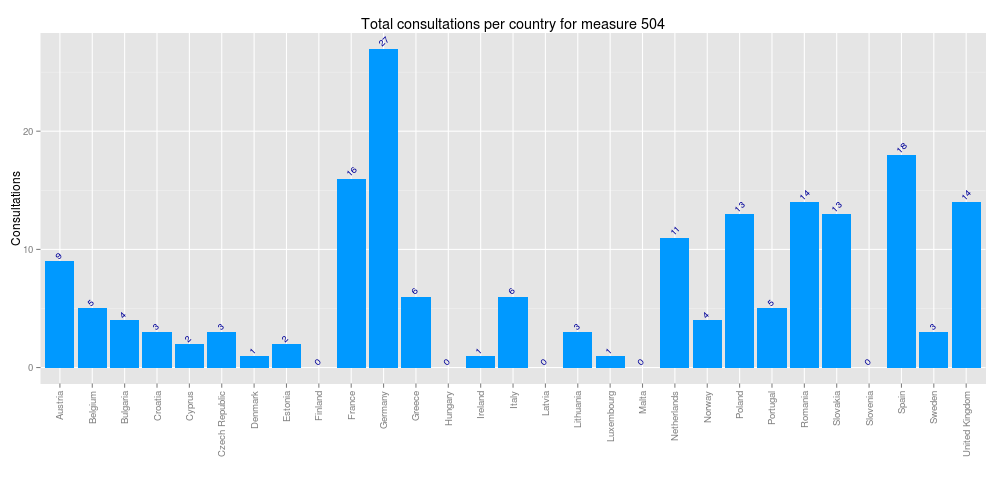 Total consultations per country for measure 504
Consultations
20
10
0
9
5
4
3
2
3
1
2
0
16
27
6
0
1
6
0
3
1
0
11
4
13
5
14
13
0
18
3
14
Austria
Belgium
Bulgaria
Croatia
Cyprus
Czech Republic
Denmark
Estonia
Finland
France
Germany
Greece
Hungary
Ireland
Italy
Latvia
Lithuania
Luxembourg
Malta
Netherlands
Norway
Poland
Portugal
Romania
Slovakia
Slovenia
Spain
Sweden
United Kingdom